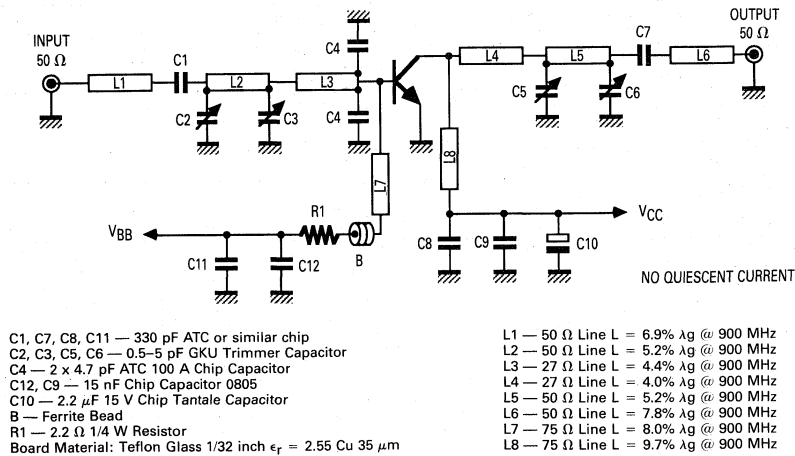 INPUT
50 Ω
OUTPUT
50 Ω
C1
C4
C7
L1
L2
L3
L4
L5
L6
C2
C3
C4
C5
C6
L7
L8
VBB
R1
B
VCC
C11
C12
C8
C9
C10
NO QUIESCENT CURRENT
C1, C7, C8, C11 — 330 pF ATC or similar chip
C2, C3, C5, C6 — 0.5–5 pF GKU Trimmer Capacitor
C4 — 2 x 4.7 pF ATC 100 A Chip Capacitor
C12, C9 — 15 nF Chip Capacitor 0805
C10 — 2.2 μF 15 V Chip Tantale Capacitor
B — Ferrite Bead
R1 — 2.2 Ω 1/4 W Resistor
Board Material: Teflon Glass 1/32 inch εr = 2.55 Cu 35 μm
L1 — 50 Ω Line L = 6.9% λg @ 900 MHz
L2 — 50 Ω Line L = 5.2% λg @ 900 MHz
L3 — 27 Ω Line L = 4.4% λg @ 900 MHz
L4 — 27 Ω Line L = 4.0% λg @ 900 MHz
L5 — 50 Ω Line L = 5.2% λg @ 900 MHz
L6 — 50 Ω Line L = 7.8% λg @ 900 MHz
L7 — 75 Ω Line L = 8.0% λg @ 900 MHz
L8 — 75 Ω Line L = 9.7% λg @ 900 MHz